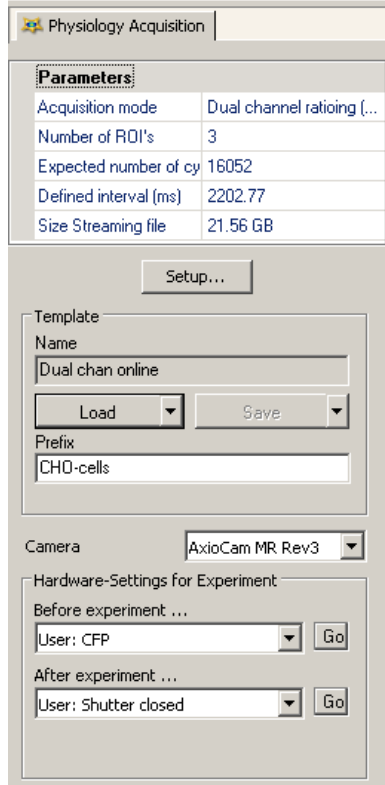 Physiology Acquisition
Parameters
Acquisition mode Dual channel ratioing (...
Number of ROI's 3
Expected number of cy 16052
Defined interval (ms) 2202.77
Size Streaming file 21.56 GB
Setup...
Template
Name
Dual chan online
Load Save
Prefix
CHO-cells
Camera AxioCam MR Rev3
Hardware-Settings for Experiment
Before experiment ...
User: CFP Go
After experiment ...
User: Shutter closed Go